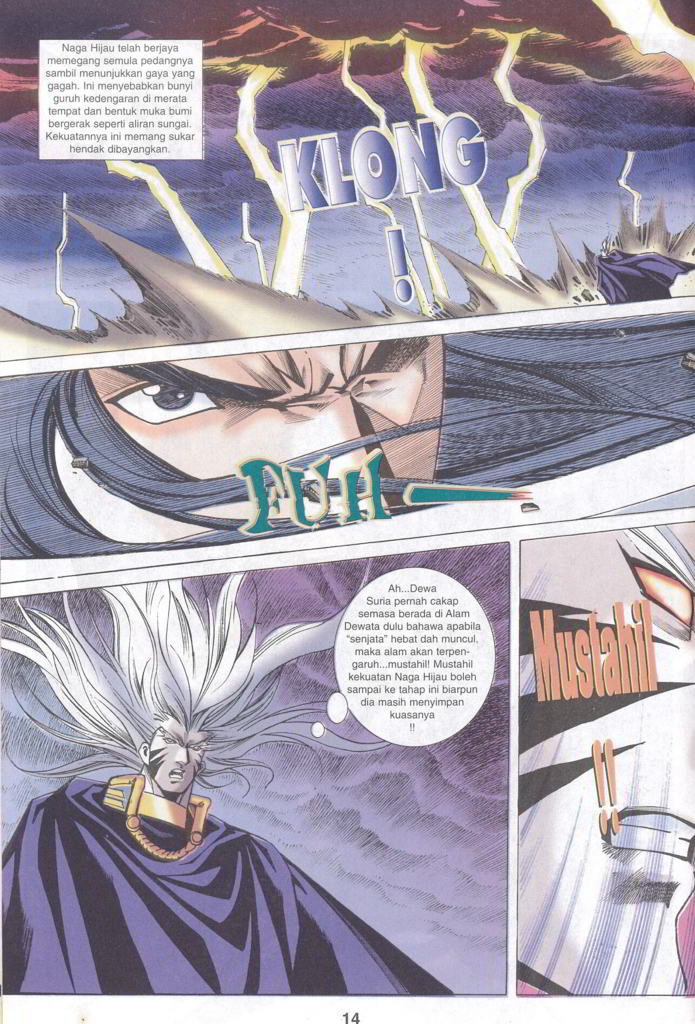 Naga Hijau telah berjaya
memegang semula pedangnya
sambil menunjukkan gaya yang
gagah. Ini menyebabkan bunyi
guruh kedengaran di merata
tempat dan bentuk muka bumi
bergerak seperti aliran sungai.
Kekuatannya ini memang sukar
hendak dibayangkan.
KLONG
!
FUH
Ah...Dewa
Suria pernah cakap
semasa berada di Alam
Dewata dulu bahawa apabila
"senjata" hebat dah muncul,
maka alam akan terpen-
garuh...mustahil! Mustahil
kekuatan Naga Hijau boleh
sampai ke tahap ini biarpun
dia masih menyimpan
kuasanya
!!
Mustahil
!!
14